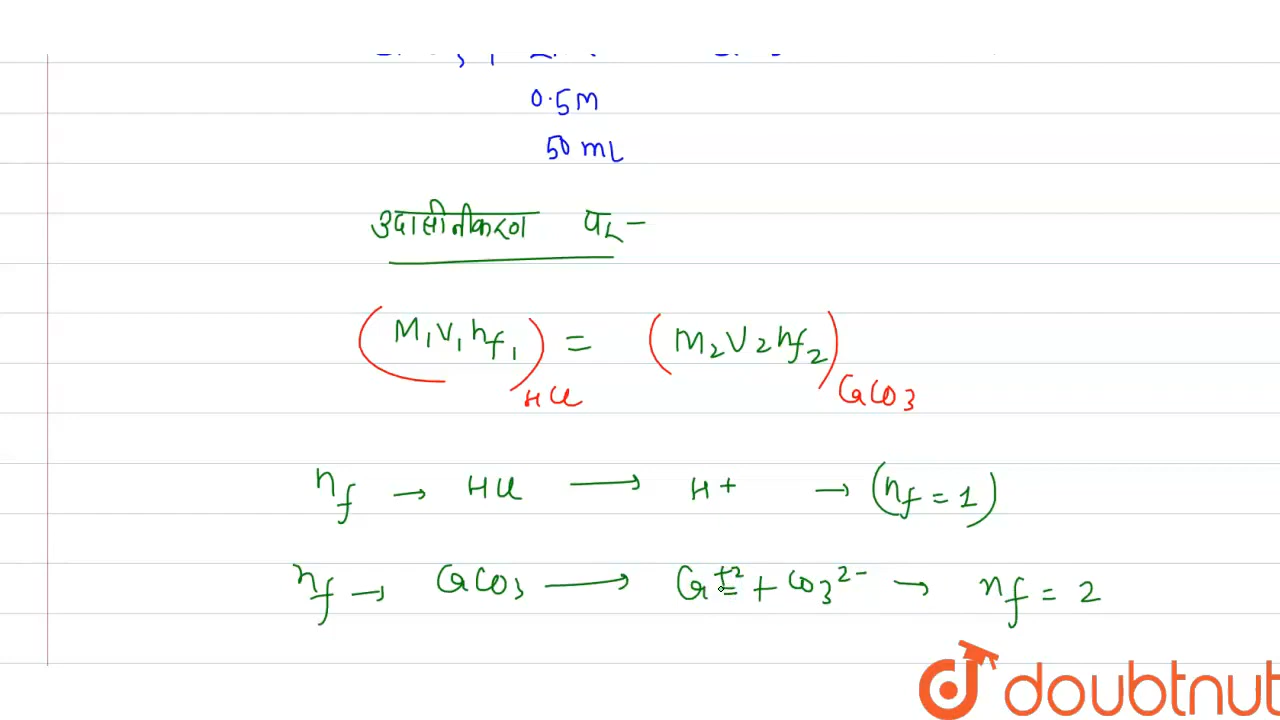 0.5M
50 mL
उदासीनीकरण पर -
(M₁V₁nf₁)HCl = (M₂V₂nf₂)CaCO₃
nf → HCl ⟶ H+ → (nf = 1)
nf → CaCO₃ ⟶ Ca+2 + CO₃2- → nf = 2
doubtnut